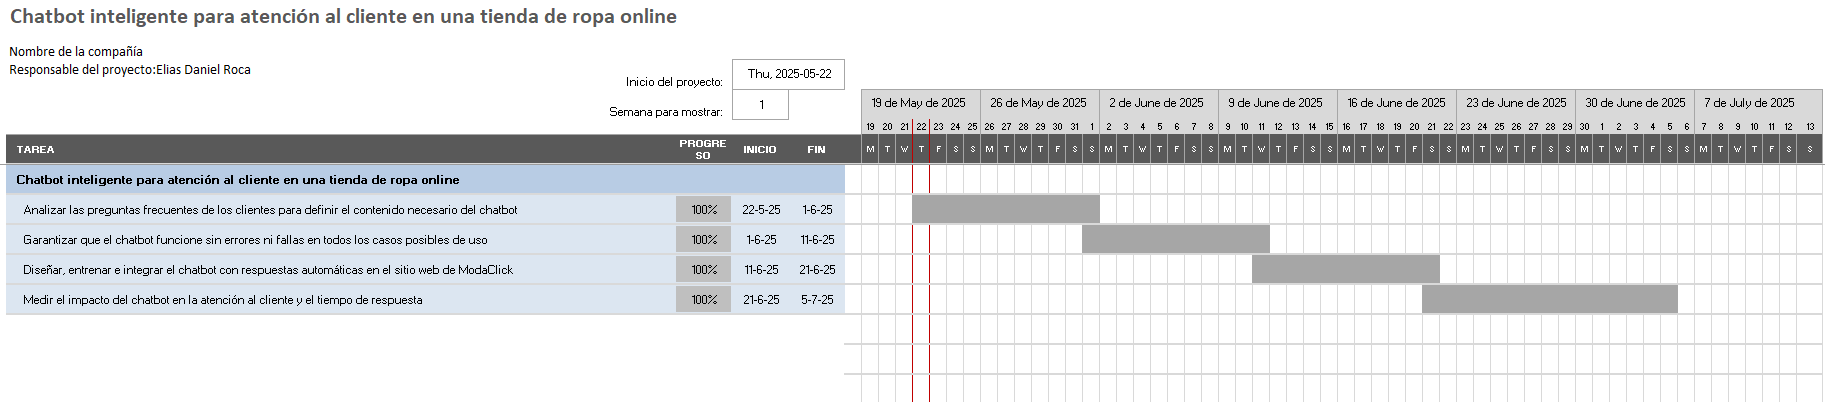 Chatbot inteligente para atención al cliente en una tienda de ropa online
Nombre de la compañía
Responsable del proyecto:Elias Daniel Roca
Inicio del proyecto: Thu, 2025-05-22
Semana para mostrar: 1
19 de May de 2025 26 de May de 2025 2 de June de 2025 9 de June de 2025 16 de June de 2025 23 de June de 2025 30 de June de 2025 7 de July de 2025
19 20 21 22 23 24 25 26 27 28 29 30 31 1 2 3 4 5 6 7 8 9 10 11 12 13 14 15 16 17 18 19 20 21 22 23 24 25 26 27 28 29 30 1 2 3 4 5 6 7 8 9 10 11 12 13
TAREA PROGRESO INICIO FIN M T W T F S S M T W T F S S M T W T F S S M T W T F S S M T W T F S S M T W T F S S M T W T F S S M T W T F S S
Chatbot inteligente para atención al cliente en una tienda de ropa online
Analizar las preguntas frecuentes de los clientes para definir el contenido necesario del chatbot 100% 22-5-25 1-6-25
Garantizar que el chatbot funcione sin errores ni fallas en todos los casos posibles de uso 100% 1-6-25 11-6-25
Diseñar, entrenar e integrar el chatbot con respuestas automáticas en el sitio web de ModaClick 100% 11-6-25 21-6-25
Medir el impacto del chatbot en la atención al cliente y el tiempo de respuesta 100% 21-6-25 5-7-25